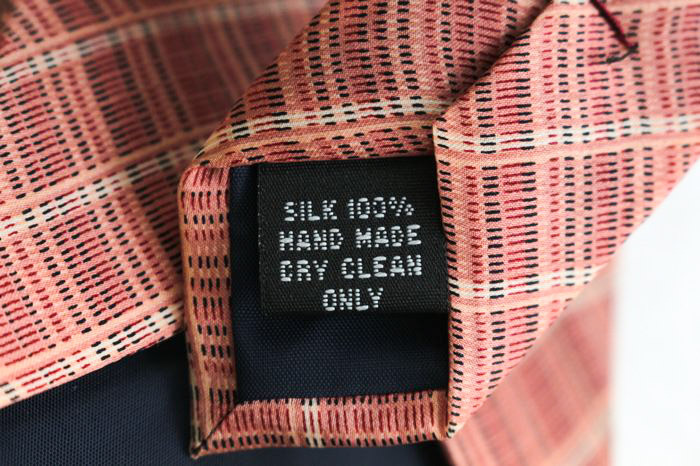 SILK 100%
HAND MADE
DRY CLEAN
ONLY